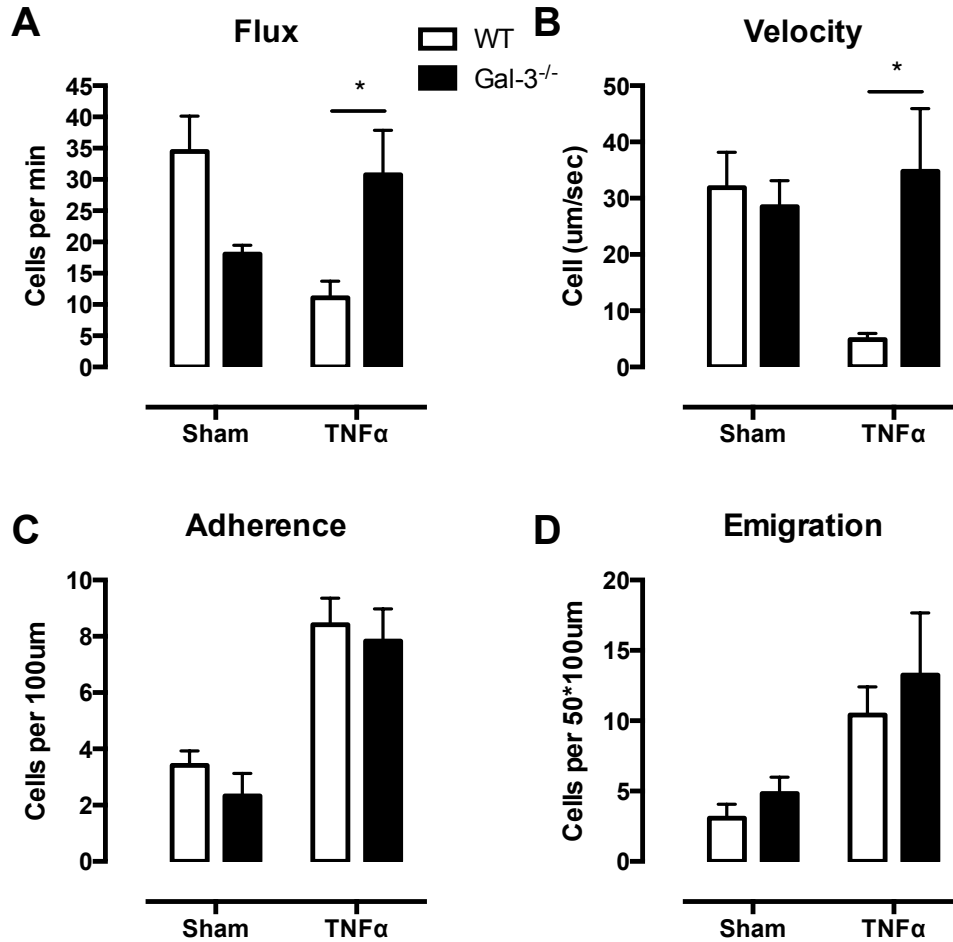 A
Flux
Cells per min
45
40
35
30
25
20
15
10
5
0
*
Sham
TNFα
WT
Gal-3-/-
B
Velocity
Cell (um/sec)
50
40
30
20
10
0
*
Sham
TNFα
C
Adherence
Cells per 100um
10
8
6
4
2
0
Sham
TNFα
D
Emigration
Cells per 50*100um
20
15
10
5
0
Sham
TNFα